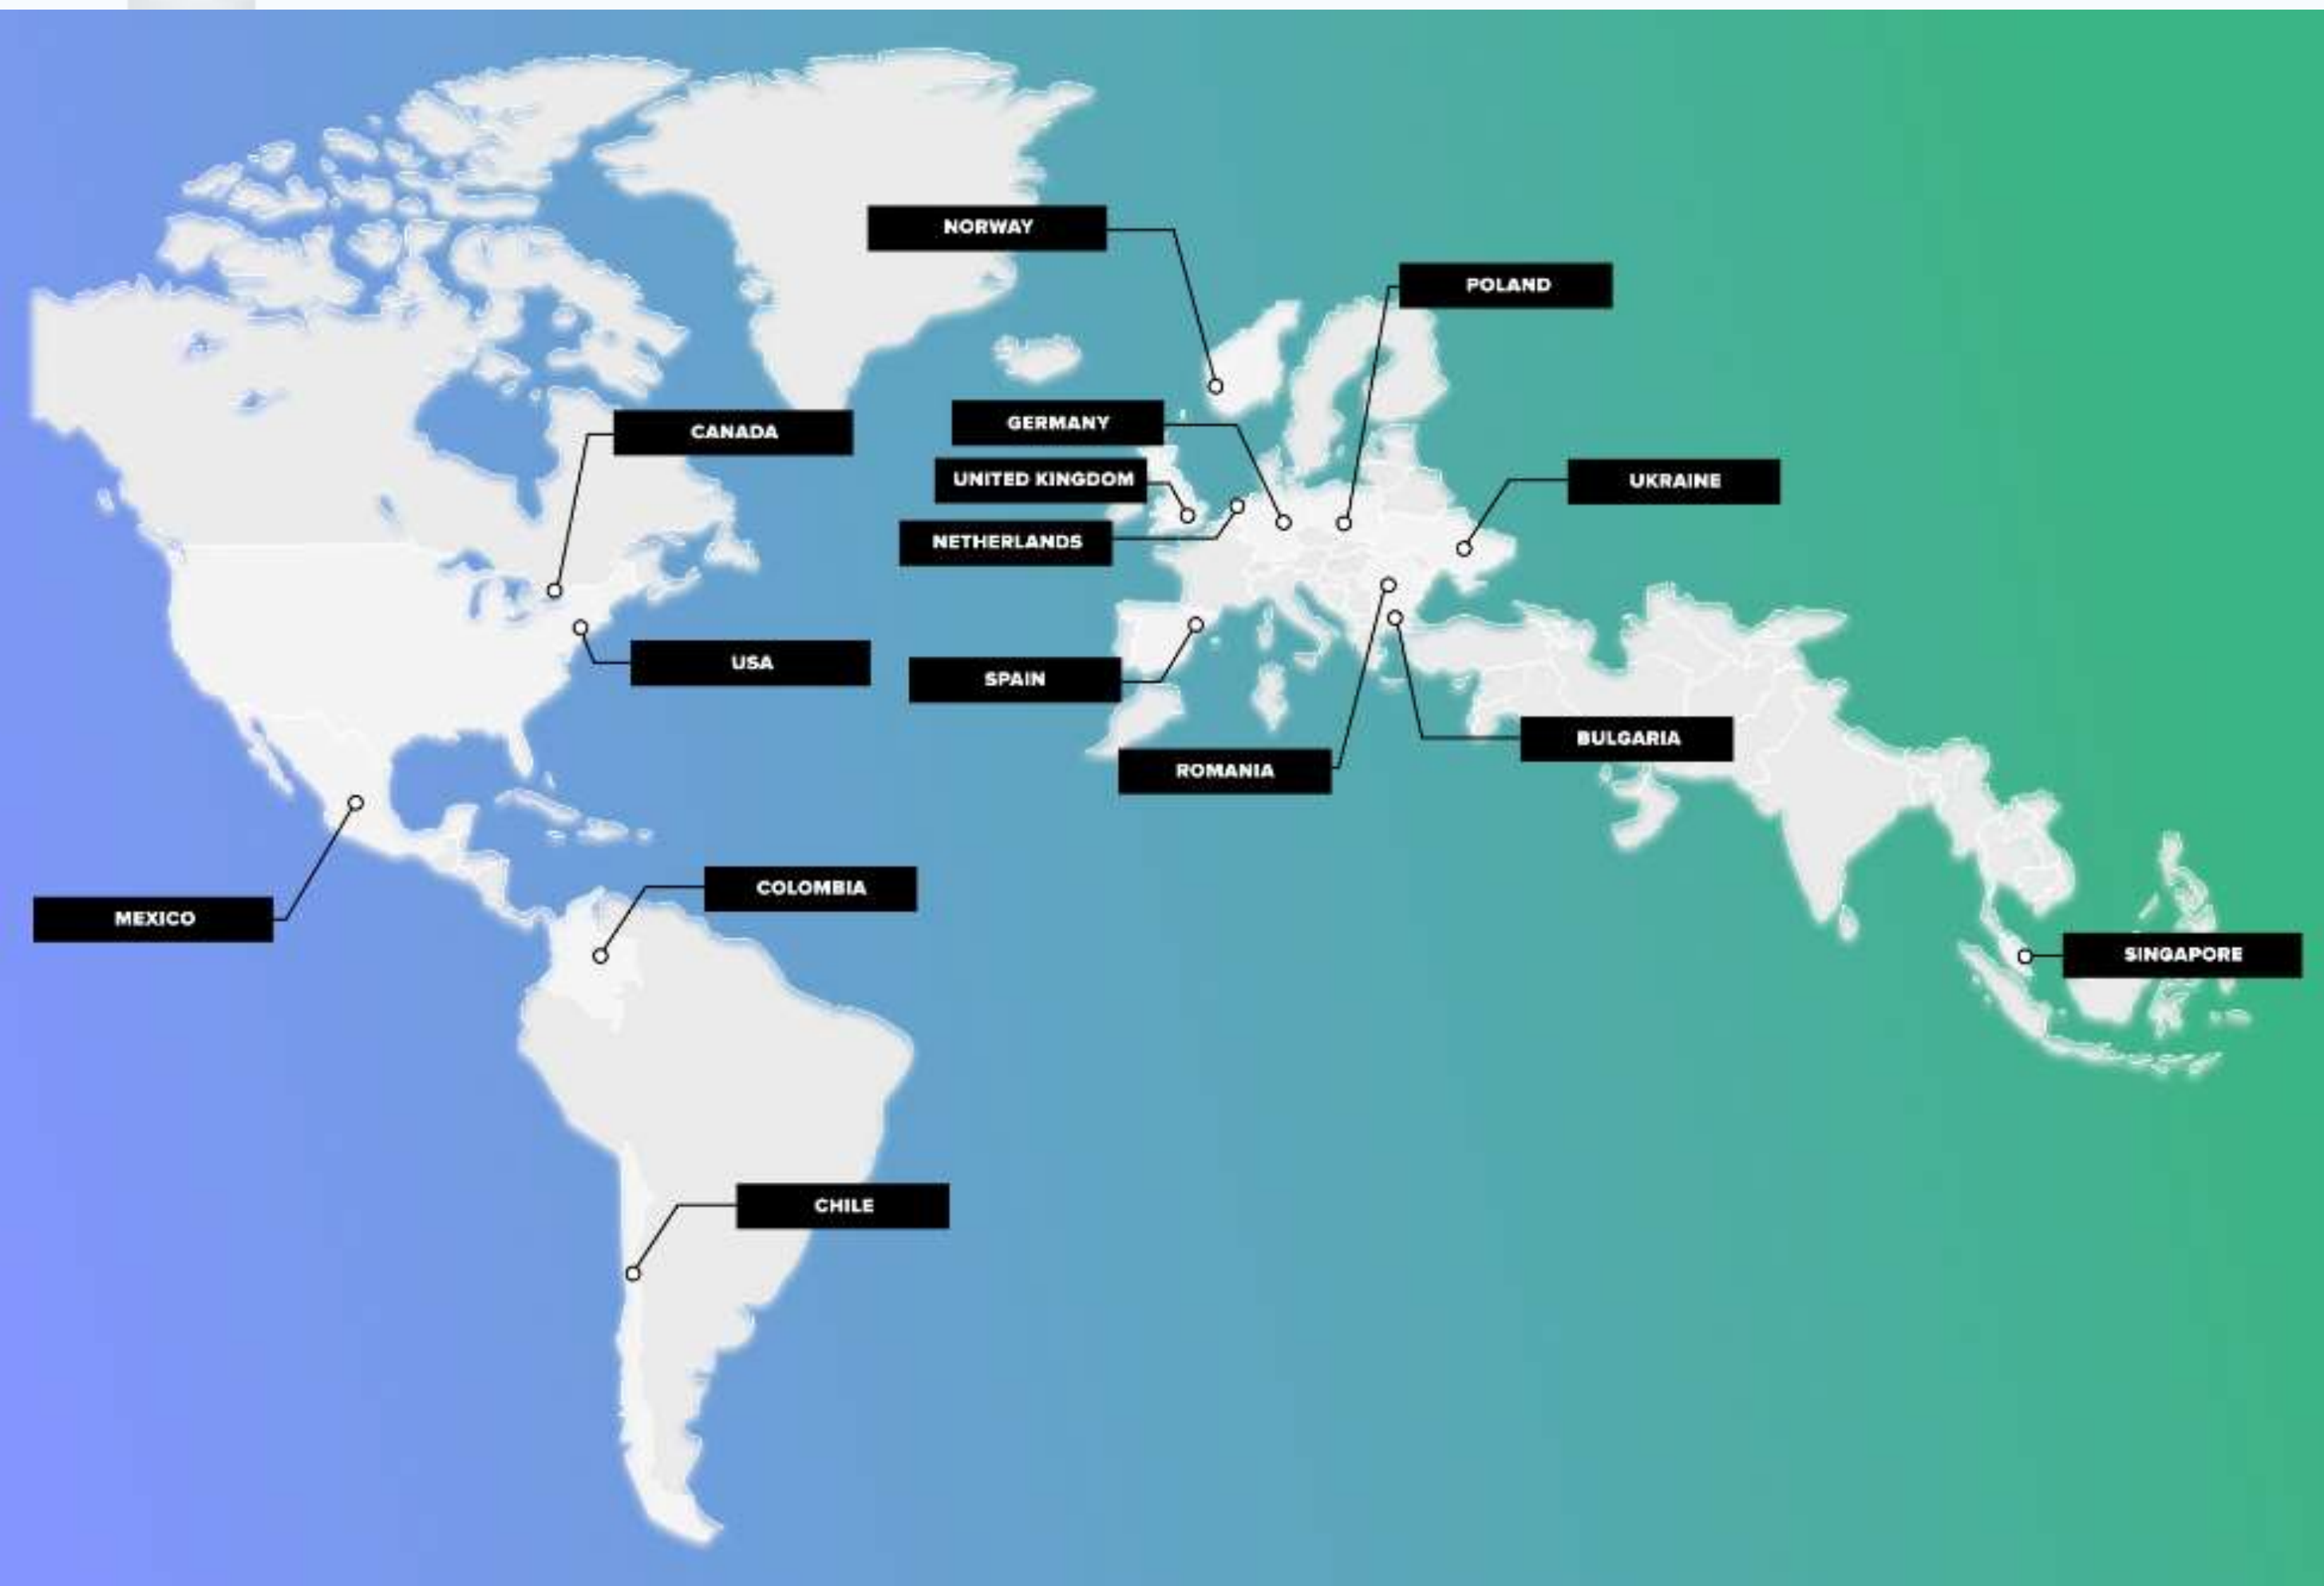 NORWAY
POLAND
GERMANY
CANADA
UNITED KINGDOM
UKRAINE
NETHERLANDS
USA
SPAIN
BULGARIA
ROMANIA
COLOMBIA
MEXICO
SINGAPORE
CHILE